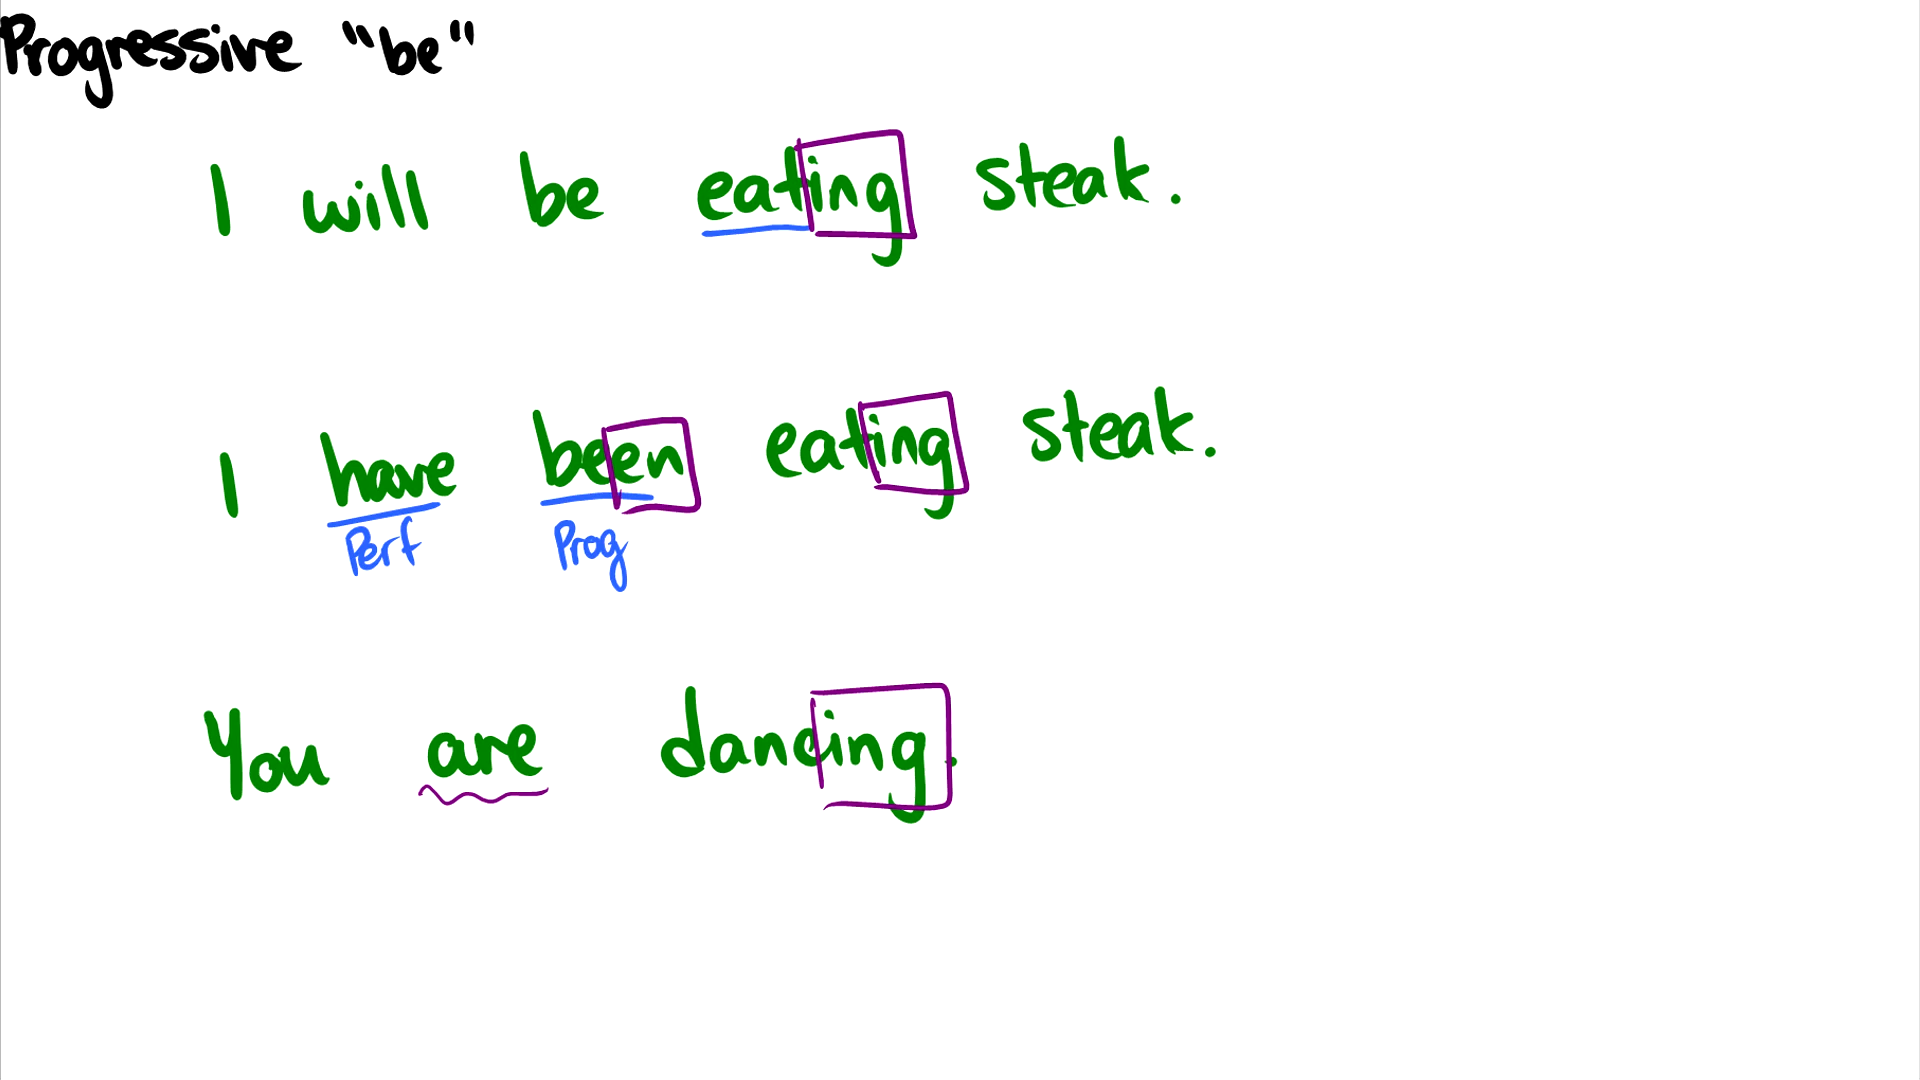 Progressive "be"
I will be eating steak.
I have been eating steak.
Perf Prog
You are dancing.